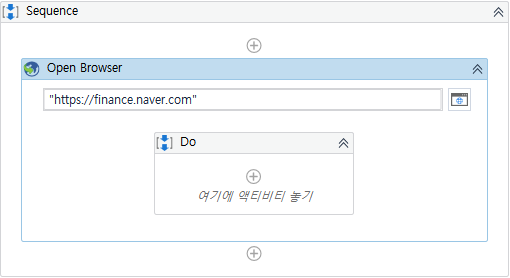 Sequence
Open Browser
"https://finance.naver.com"
Do
여기에 액티비티 놓기